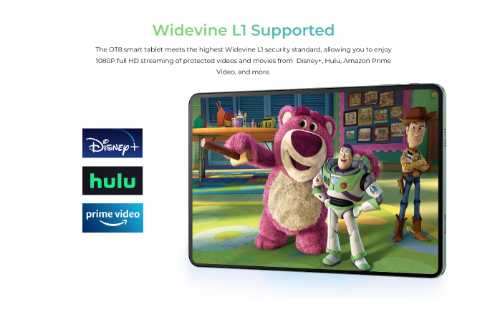 Widevine L1 Supported
The OT8 smart tablet meets the highest Widevine L1 security standard, allowing you to enjoy
1080P full HD streaming of protected videos and movies from Disney+, Hulu, Amazon Prime
Video, and more.
Disney+
hulu
prime video